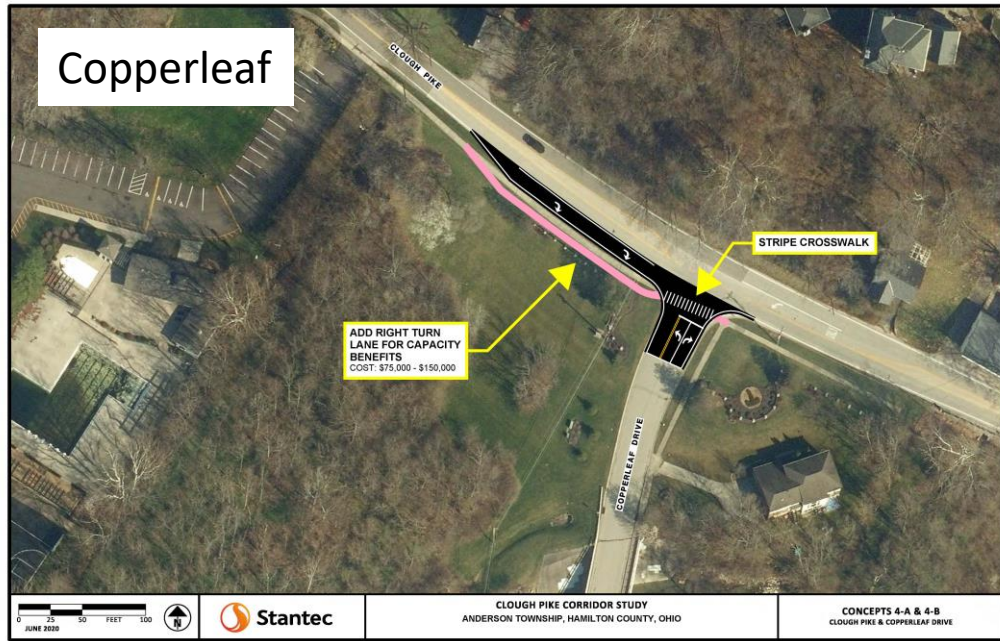 Copperleaf
CLOUGH PIKE
STRIPE CROSSWALK
ADD RIGHT TURN
LANE FOR CAPACITY
BENEFITS
COST: $75,000 - $150,000
COPPERLEAF DRIVE
0 25 50 FEET 100
JUNE 2020
N
Stantec
CLOUGH PIKE CORRIDOR STUDY
ANDERSON TOWNSHIP, HAMILTON COUNTY, OHIO
CONCEPTS 4-A & 4-B
CLOUGH PIKE & COPPERLEAF DRIVE